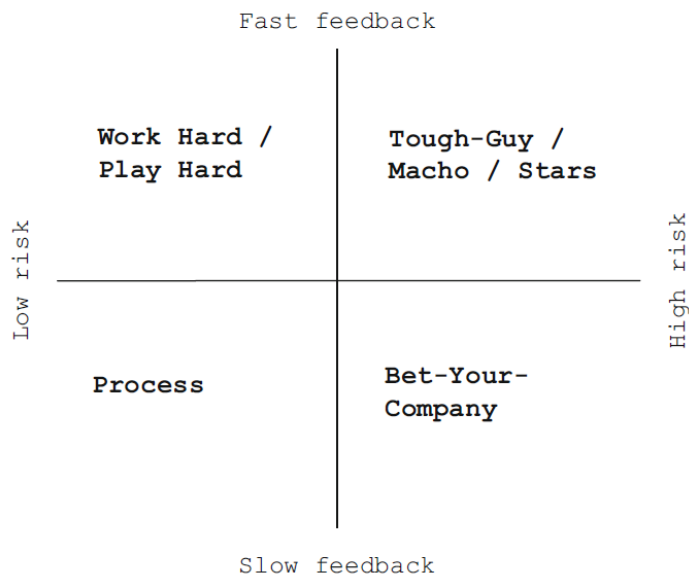 Fast feedback
Work Hard /
Play Hard
Tough-Guy /
Macho / Stars
Low risk
High risk
Process
Bet-Your-
Company
Slow feedback